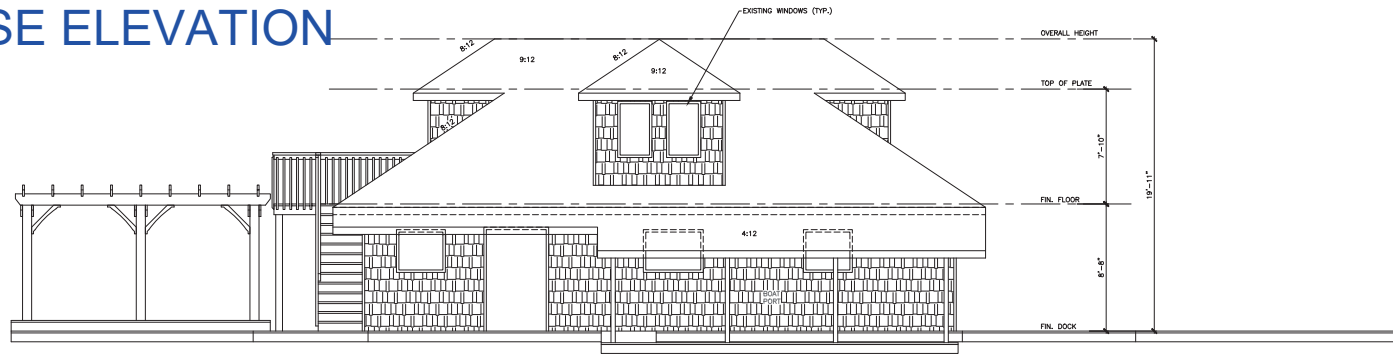 SE ELEVATION
EXISTING WINDOWS (TYP.)
OVERALL HEIGHT
8:12
8:12
9:12
9:12
TOP OF PLATE
8:12
7'-10"
19'-11"
FIN. FLOOR
4:12
8'-8"
BOAT
PORT
FIN. DOCK